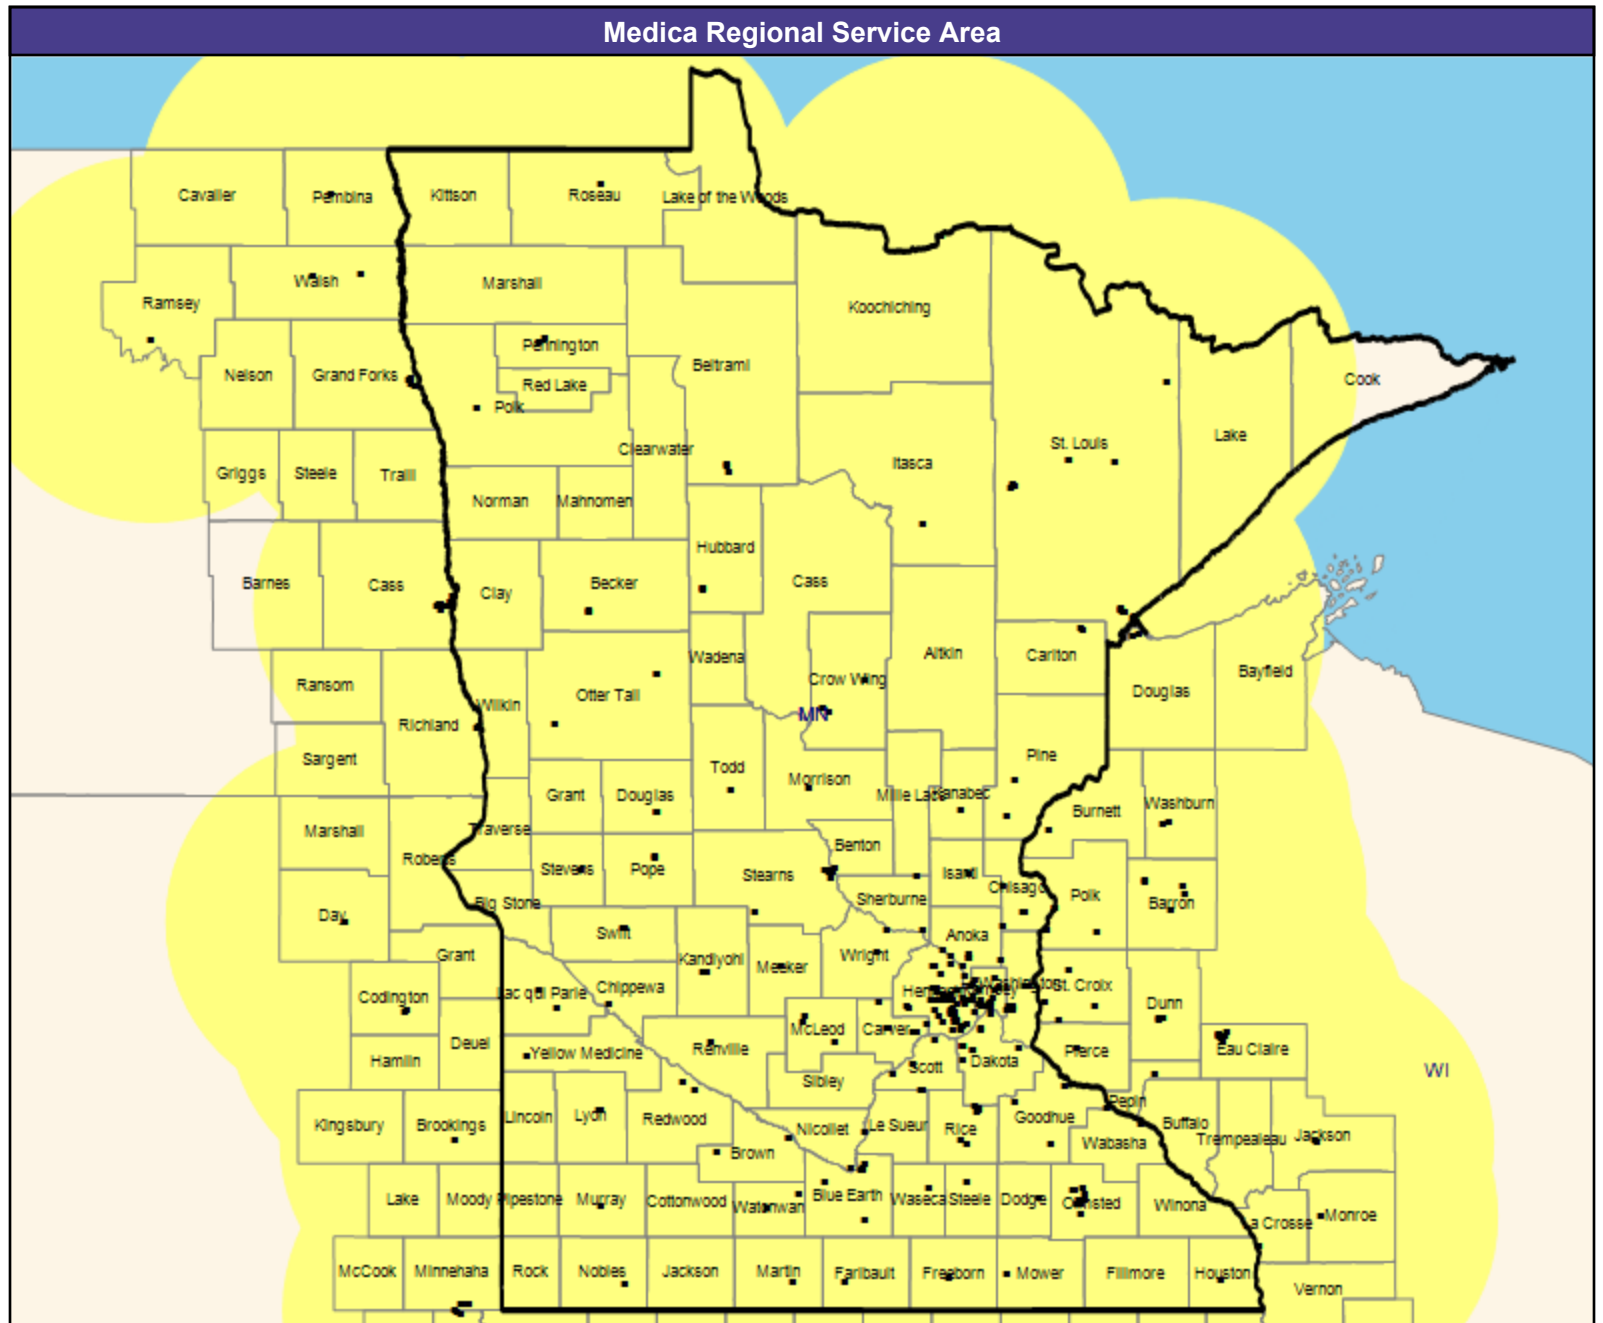 Medica Regional Service Area
Cavalier
Pembina
Kittson
Roseau
Lake of the Woods
Ramsey
Walsh
Marshall
Koochiching
Nelson
Grand Forks
Pennington
Red Lake
Polk
Beltrami
Cook
Griggs
Steele
Traill
Clearwater
Itasca
St. Louis
Lake
Norman
Mahnomen
Barnes
Cass
Clay
Becker
Hubbard
Cass
Ransom
Richland
Wilkin
Otter Tail
Wadena
Crow Wing
Aitkin
Carlton
Douglas
Bayfield
MN
Sargent
Grant
Douglas
Todd
Morrison
Mille Lacs
Kanabec
Pine
Burnett
Washburn
Marshall
Roberts
Traverse
Stevens
Pope
Stearns
Benton
Isanti
Chisago
Polk
Barron
Day
Big Stone
Swift
Sherburne
Anoka
Grant
Kandiyohi
Meeker
Wright
Codington
Lac qui Parle
Chippewa
Hennepin
Ramsey
Washington
St. Croix
Dunn
Hamlin
Deuel
Yellow Medicine
Renville
McLeod
Carver
Scott
Dakota
Pierce
Eau Claire
WI
Sibley
Kingsbury
Brookings
Lincoln
Lyon
Redwood
Brown
Nicollet
Le Sueur
Rice
Goodhue
Wabasha
Pepin
Buffalo
Trempealeau
Jackson
Lake
Moody
Pipestone
Murray
Cottonwood
Watonwan
Blue Earth
Waseca
Steele
Dodge
Olmsted
Winona
La Crosse
Monroe
McCook
Minnehaha
Rock
Nobles
Jackson
Martin
Faribault
Freeborn
Mower
Fillmore
Houston
Vernon